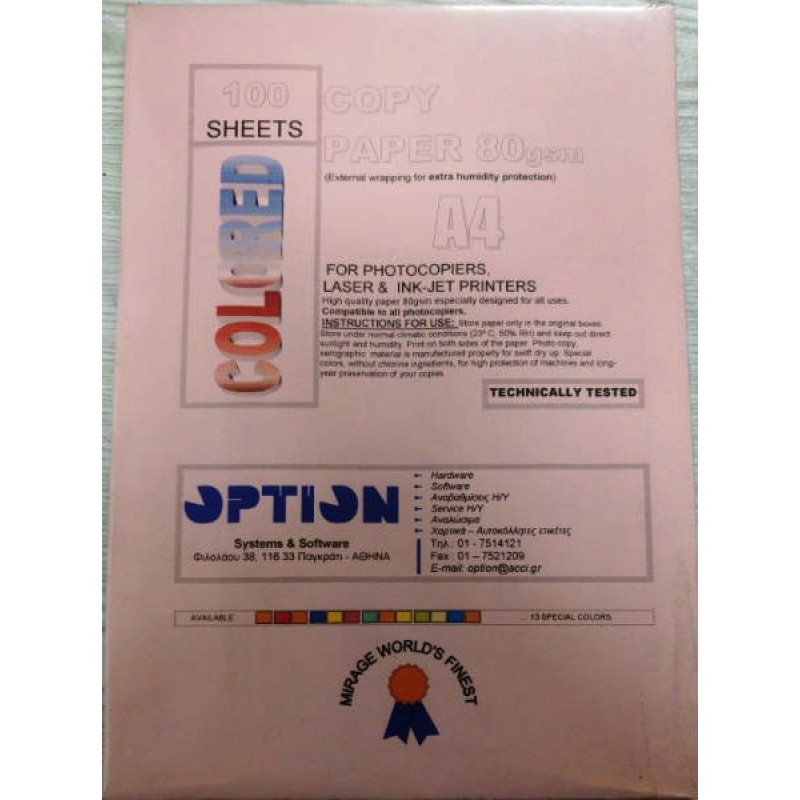 100
SHEETS
COLORED
COPY
PAPER 80gsm
(External wrapping for extra humidity protection)
A4
FOR PHOTOCOPIERS,
LASER & INK-JET PRINTERS
High quality paper 80gsm especially designed for all uses.
Compatible to all photocopiers.
INSTRUCTIONS FOR USE: Store paper only in the original boxes.
Store under normal climatic conditions (23º C, 50% RH) and keep out direct
sunlight and humidity. Print on both sides of the paper. Photo copy,
xerographic material is manufactured properly for swift dry up. Special
colors, without chlorine ingredients, for high protection of machines and long-
year preservation of your copies.
TECHNICALLY TESTED
OPTION
Systems & Software
Φιλολάου 38, 116 33 Παγκράτι - ΑΘΗΝΑ
Hardware
Software
Αναβαθμίσεις Η/Υ
Service Η/Υ
Αναλώσιμα
Χαρτικά – Αυτοκόλλητες ετικέτες
Τηλ.: 01 - 7514121
Fax : 01 – 7521209
E-mail: option@acci.gr
AVAILABLE
... 13 SPECIAL COLORS
MIRAGE WORLD'S FINEST